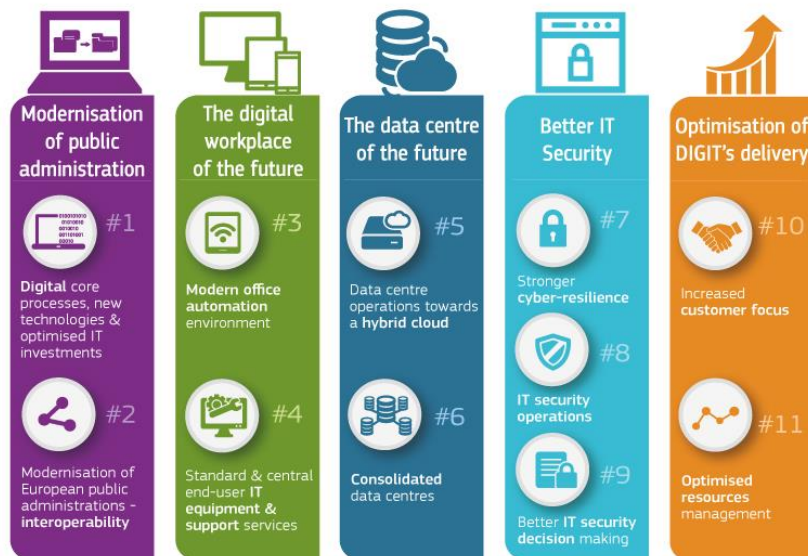 Modernisation
of public
administration
#1
Digital core
processes, new
technologies &
optimised IT
investments
#2
Modernisation of
European public
administrations -
interoperability
The digital
workplace
of the future
#3
Modern office
automation
environment
#4
Standard & central
end-user IT
equipment &
support services
The data centre
of the future
#5
Data centre
operations towards
a hybrid cloud
#6
Consolidated
data centres
Better IT
Security
#7
Stronger
cyber-resilience
#8
IT security
operations
#9
Better IT security
decision making
Optimisation of
DIGIT's delivery
#10
Increased
customer focus
#11
Optimised
resources
management